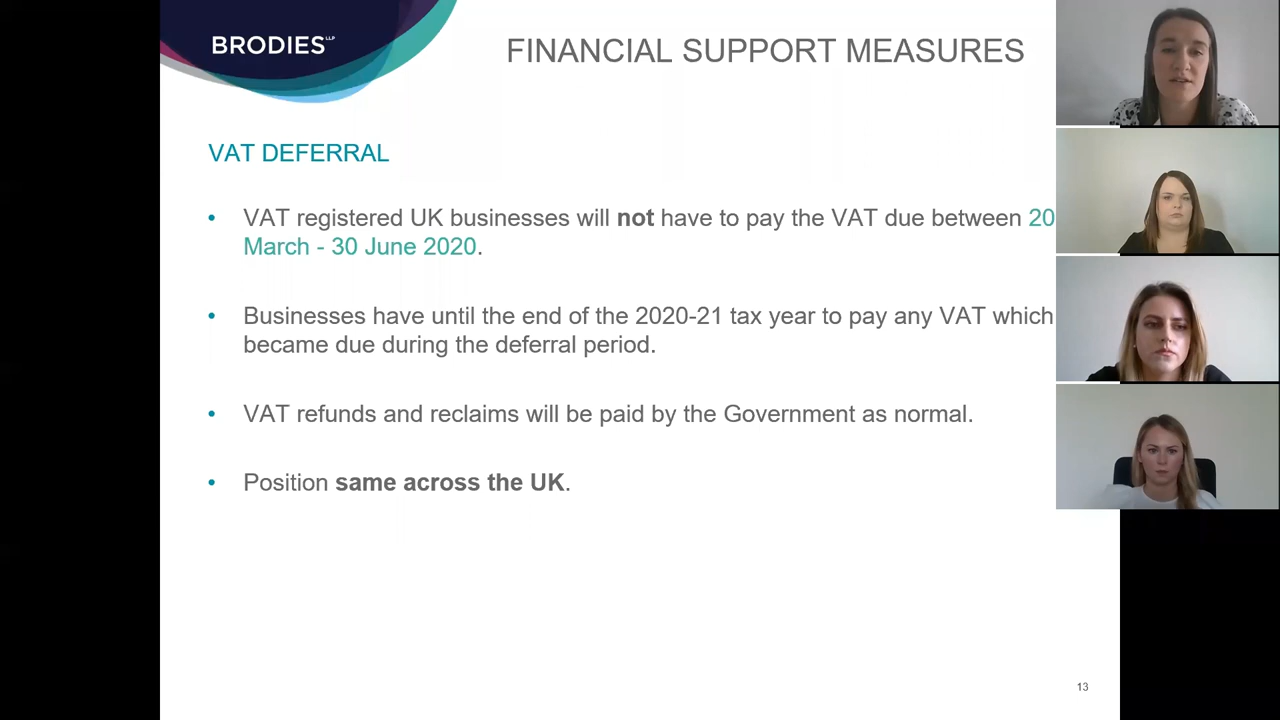 BRODIES LLP
FINANCIAL SUPPORT MEASURES
VAT DEFERRAL
• VAT registered UK businesses will not have to pay the VAT due between 20
March - 30 June 2020.
• Businesses have until the end of the 2020-21 tax year to pay any VAT which
became due during the deferral period.
• VAT refunds and reclaims will be paid by the Government as normal.
• Position same across the UK.
13